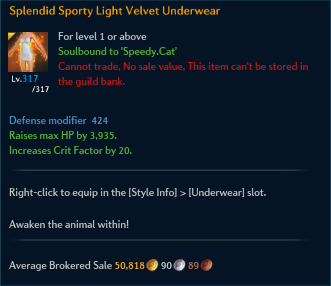 Splendid Sporty Light Velvet Underwear
For level 1 or above
Soulbound to 'Speedy.Cat'
Cannot trade, No sale value, This item can't be stored in
the guild bank.
Lv.317
/317
Defense modifier 424
Raises max HP by 3,935.
Increases Crit Factor by 20.
Right-click to equip in the [Style Info] > [Underwear] slot.
Awaken the animal within!
Average Brokered Sale 50,818 90 89